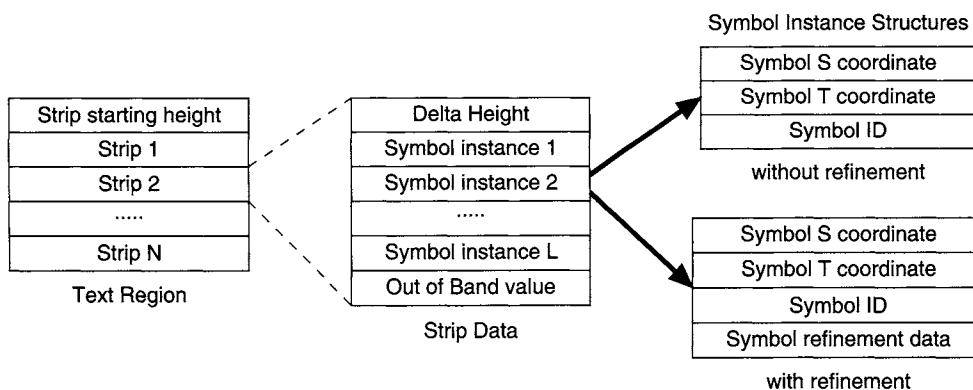 Strip starting height
Strip 1
Strip 2
.....
Strip N
Text Region
Delta Height
Symbol instance 1
Symbol instance 2
.....
Symbol instance L
Out of Band value
Strip Data
Symbol Instance Structures
Symbol S coordinate
Symbol T coordinate
Symbol ID
without refinement
Symbol S coordinate
Symbol T coordinate
Symbol ID
Symbol refinement data
with refinement